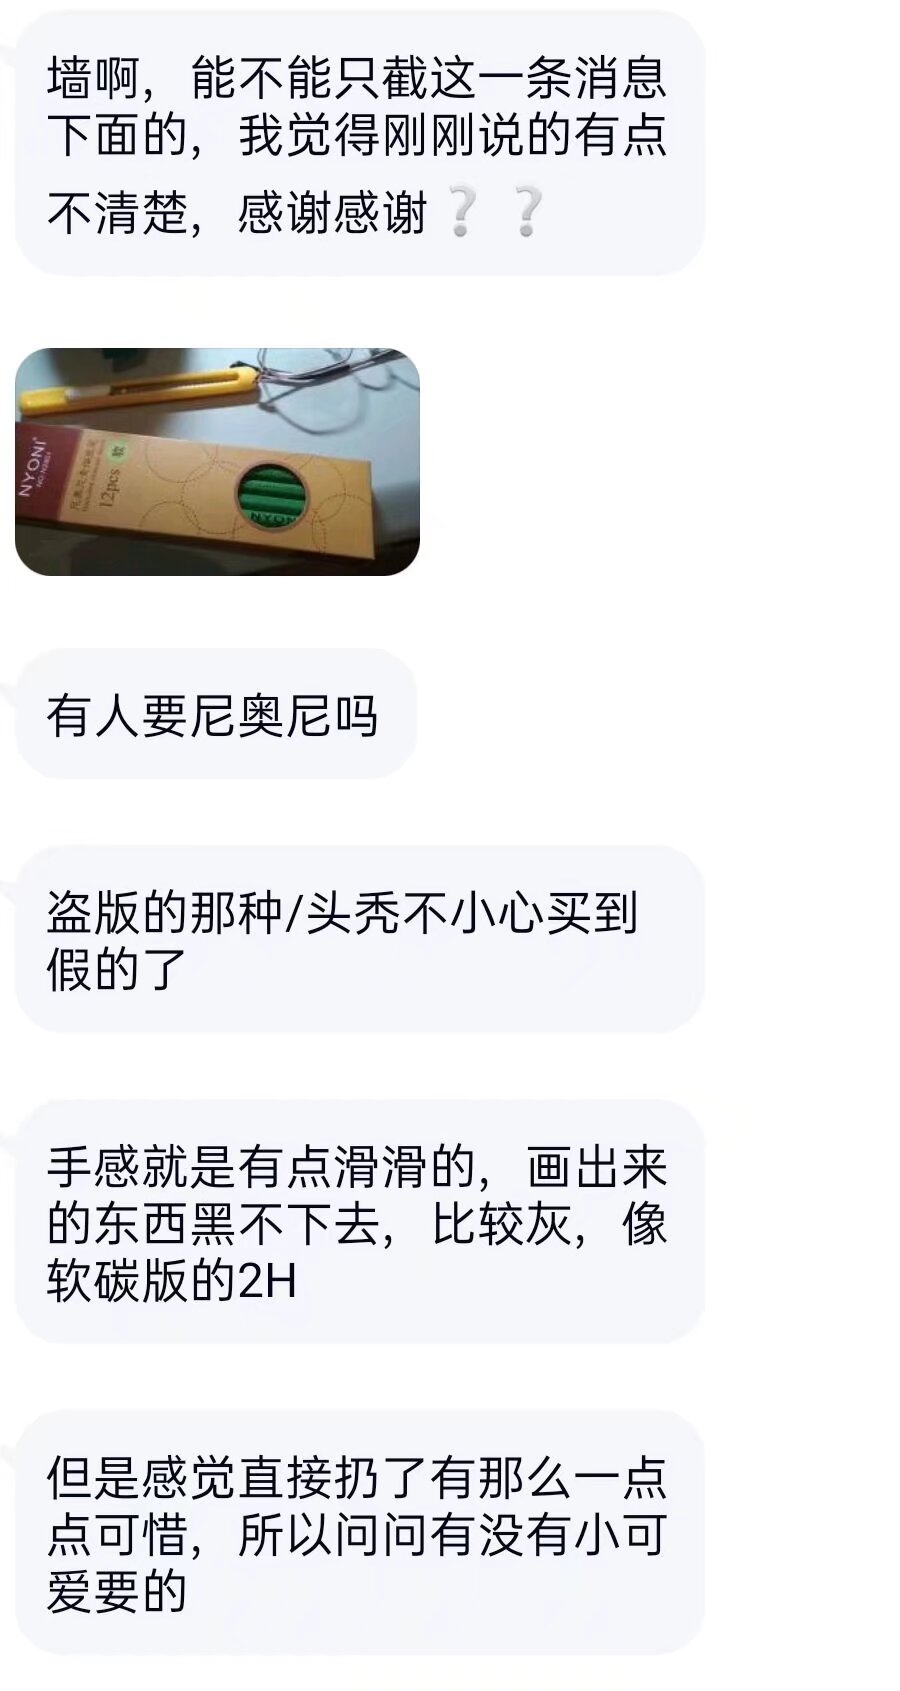 墙啊，能不能只截这一条消息
下面的，我觉得刚刚说的有点
不清楚，感谢感谢❔❔
NYONI
12pcs
软
NYONI
有人要尼奥尼吗
盗版的那种/头秃不小心买到
假的了
手感就是有点滑滑的，画出来
的东西黑不下去，比较灰，像
软碳版的2H
但是感觉直接扔了有那么一点
点可惜，所以问问有没有小可
爱要的